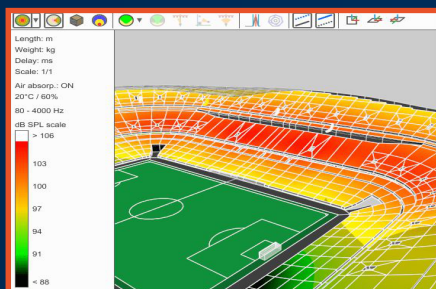 Length: m
Weight: kg
Delay: ms
Scale: 1/1
Air absorp.: ON
20°C / 60%
80 - 4000 Hz
dB SPL scale
> 106
103
100
97
94
91
< 88